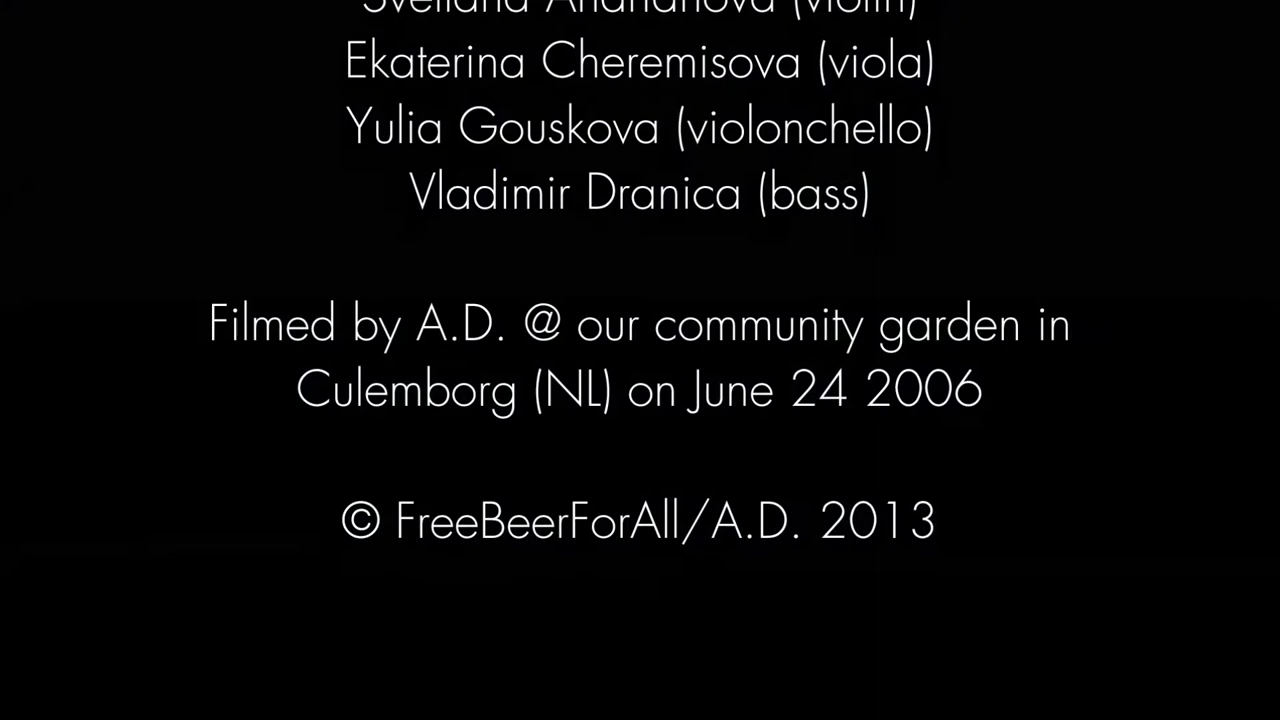 Ekaterina Cheremisova (viola)
Yulia Gouskova (violonchello)
Vladimir Dranica (bass)
Filmed by A.D. @ our community garden in
Culemborg (NL) on June 24 2006
© FreeBeerForAll/A.D. 2013